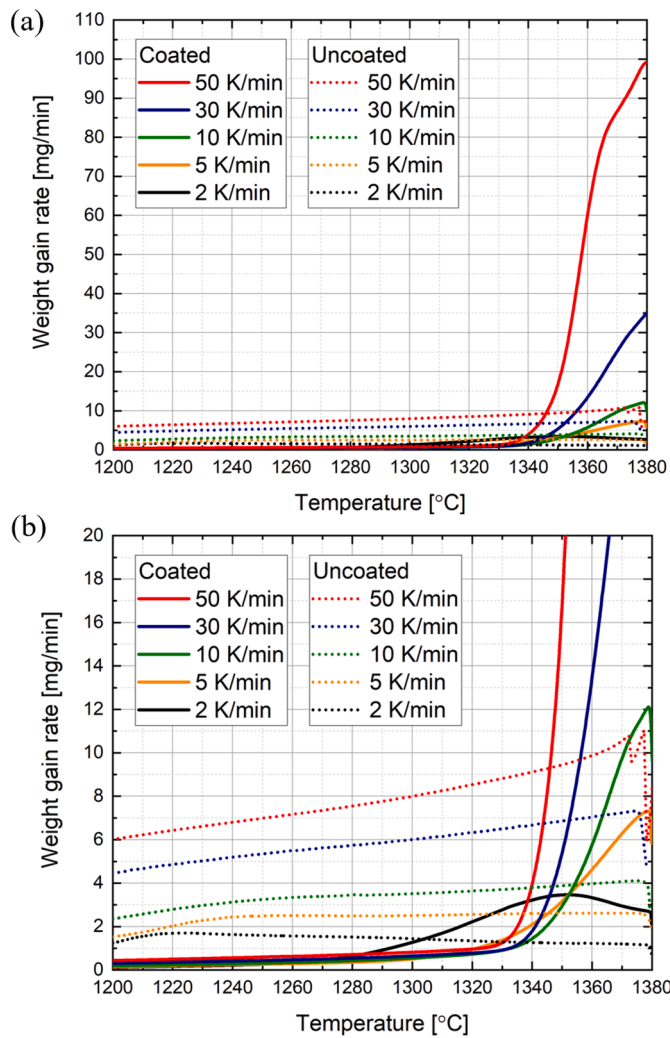 (a)
110
100
90
80
70
60
50
40
30
20
10
0
Weight gain rate [mg/min]
Coated
50 K/min
30 K/min
10 K/min
5 K/min
2 K/min
Uncoated
50 K/min
30 K/min
10 K/min
5 K/min
2 K/min
1200 1220 1240 1260 1280 1300 1320 1340 1360 1380
Temperature [°C]
(b)
20
18
16
14
12
10
8
6
4
2
0
Weight gain rate [mg/min]
Coated
50 K/min
30 K/min
10 K/min
5 K/min
2 K/min
Uncoated
50 K/min
30 K/min
10 K/min
5 K/min
2 K/min
1200 1220 1240 1260 1280 1300 1320 1340 1360 1380
Temperature [°C]